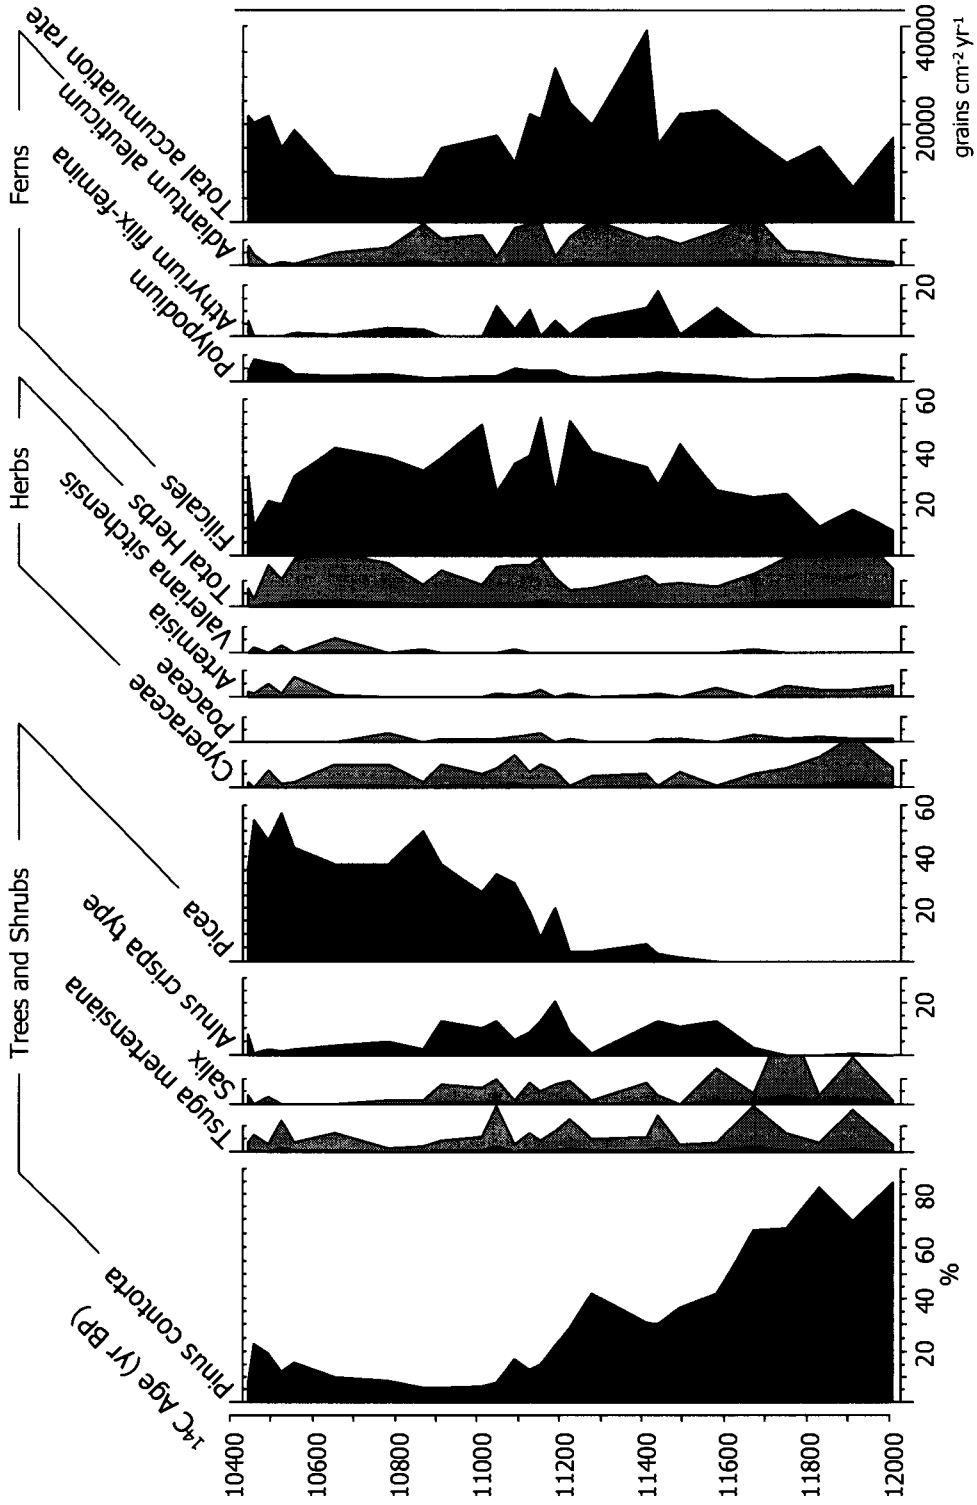 Trees and Shrubs
Herbs
Ferns
¹⁴C Age (yr BP)
Pinus contorta
Tsuga mertensiana
Salix
Alnus crispa type
Picea
Cyperaceae
Poaceae
Artemisia
Valeriana sitchensis
Total Herbs
Filicales
Polypodium
Athyrium filix-femina
Adiantum aleuticum
Total accumulation rate
10400
10600
10800
11000
11200
11400
11600
11800
12000
20 40 60 80
%
20
20 40 60
20 40 60
20
20000 40000
grains cm⁻² yr⁻¹